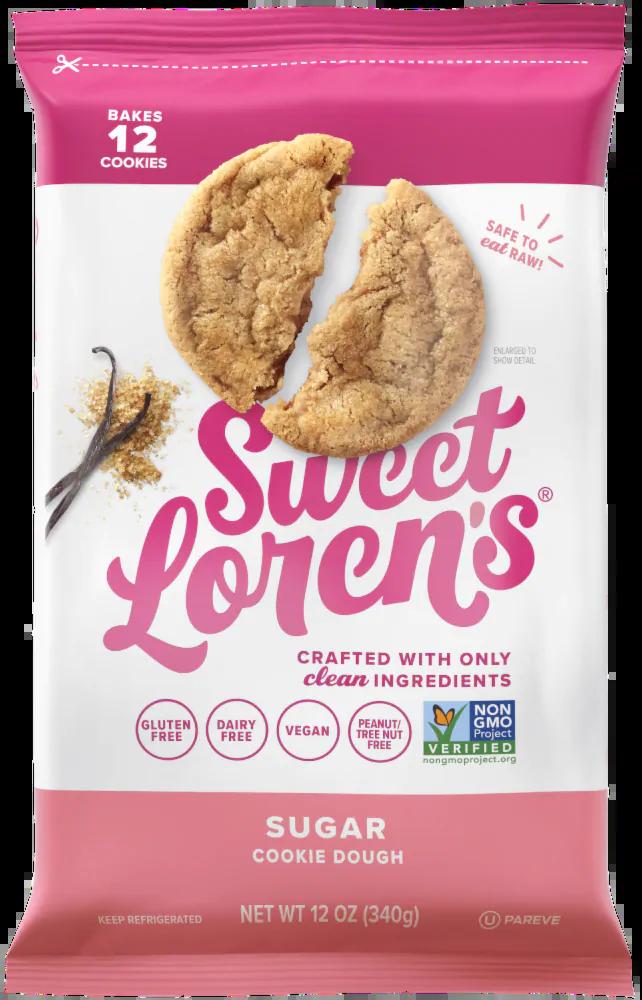 BAKES
12
COOKIES
SAFE TO
eat RAW!
ENLARGED TO
SHOW DETAIL
Sweet
Loren's®
CRAFTED WITH ONLY
clean INGREDIENTS
GLUTEN
FREE
DAIRY
FREE
VEGAN
PEANUT/
TREE NUT
FREE
NON
GMO
Project
VERIFIED
nongmoproject.org
SUGAR
COOKIE DOUGH
KEEP REFRIGERATED
NET WT 12 OZ (340g)
U PAREVE